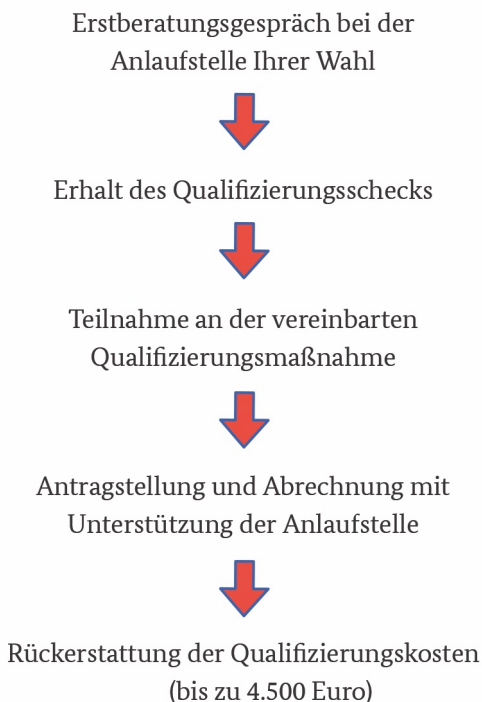 Erstberatungsgespräch bei der
Anlaufstelle Ihrer Wahl
Erhalt des Qualifizierungsschecks
Teilnahme an der vereinbarten
Qualifizierungsmaßnahme
Antragstellung und Abrechnung mit
Unterstützung der Anlaufstelle
Rückerstattung der Qualifizierungskosten
(bis zu 4.500 Euro)